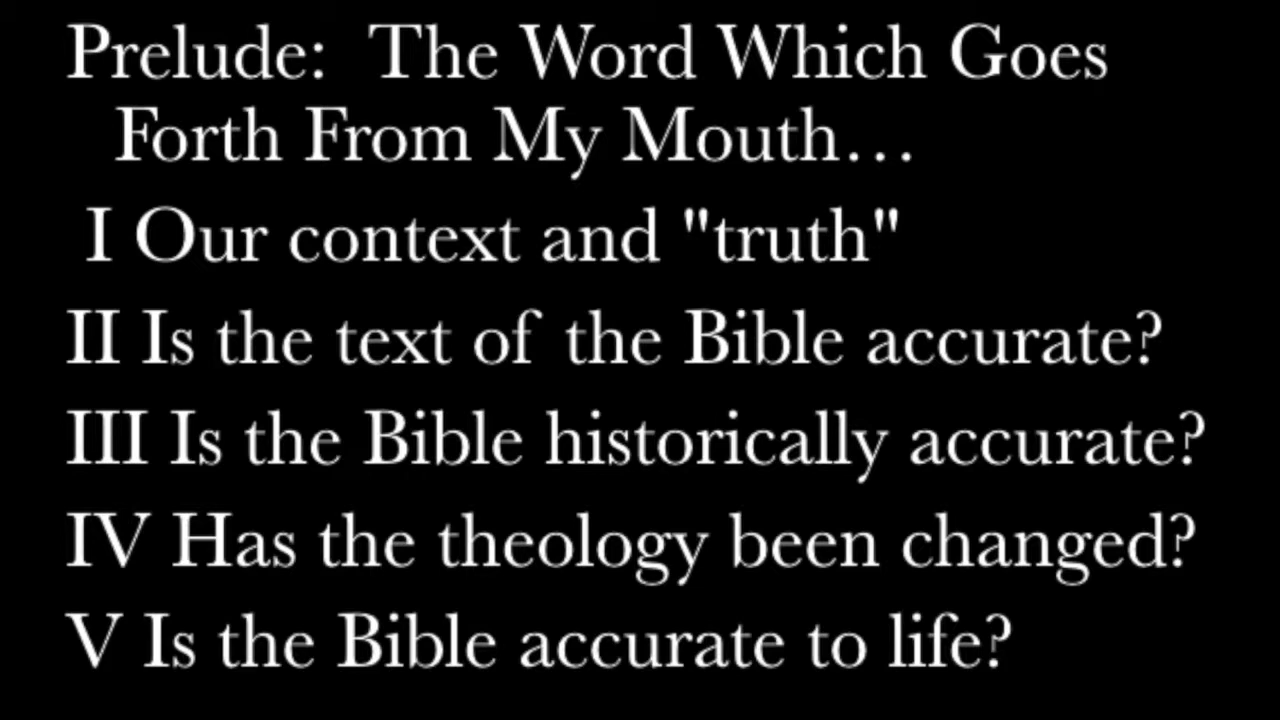 Prelude: The Word Which Goes
Forth From My Mouth…
I Our context and "truth"
II Is the text of the Bible accurate?
III Is the Bible historically accurate?
IV Has the theology been changed?
V Is the Bible accurate to life?